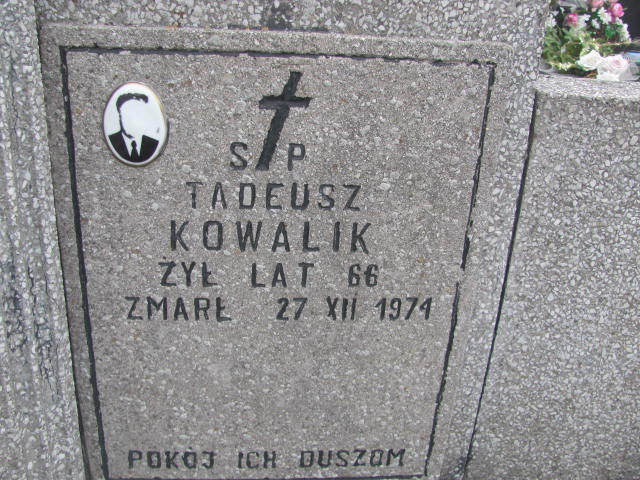 S P
TADEUSZ
KOWALIK
ŻYŁ LAT 66
ZMARŁ 27 XII 1974
POKÓJ ICH DUSZOM